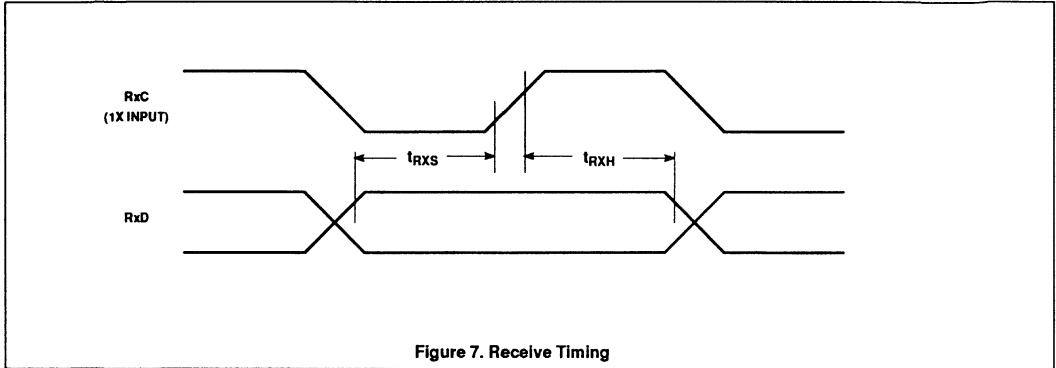 RxC
(1X INPUT)
tRXS
tRXH
RxD
Figure 7. Receive Timing